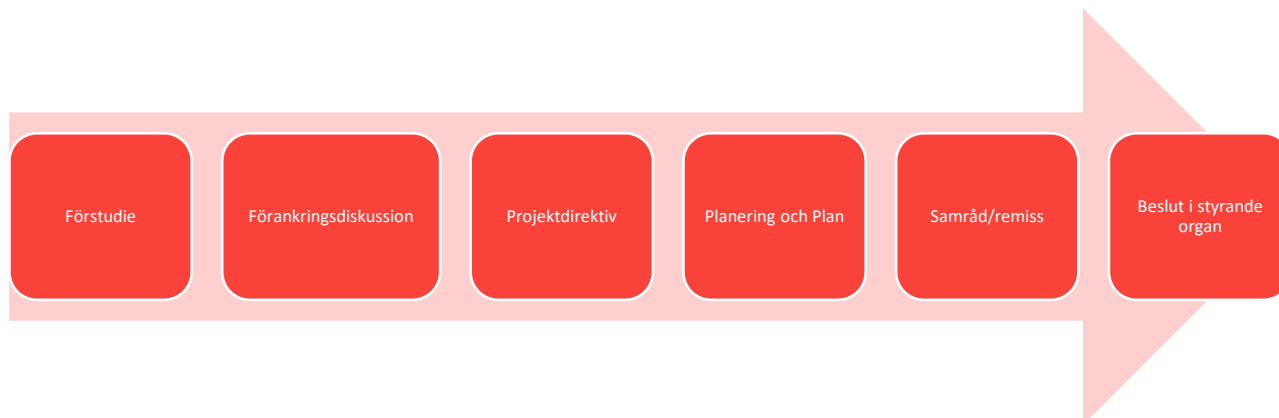 Förstudie
Förankringsdiskussion
Projektdirektiv
Planering och Plan
Samråd/remiss
Beslut i styrande
organ